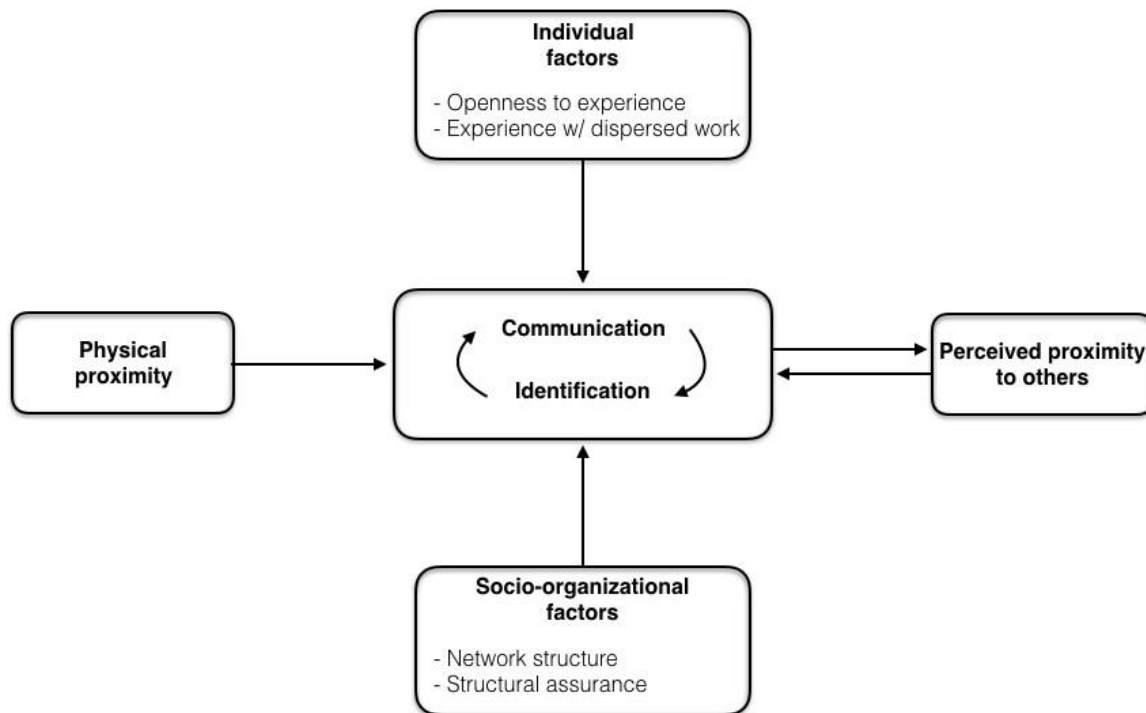 Individual
factors
- Openness to experience
- Experience w/ dispersed work
Physical
proximity
Communication
Identification
Perceived proximity
to others
Socio-organizational
factors
- Network structure
- Structural assurance